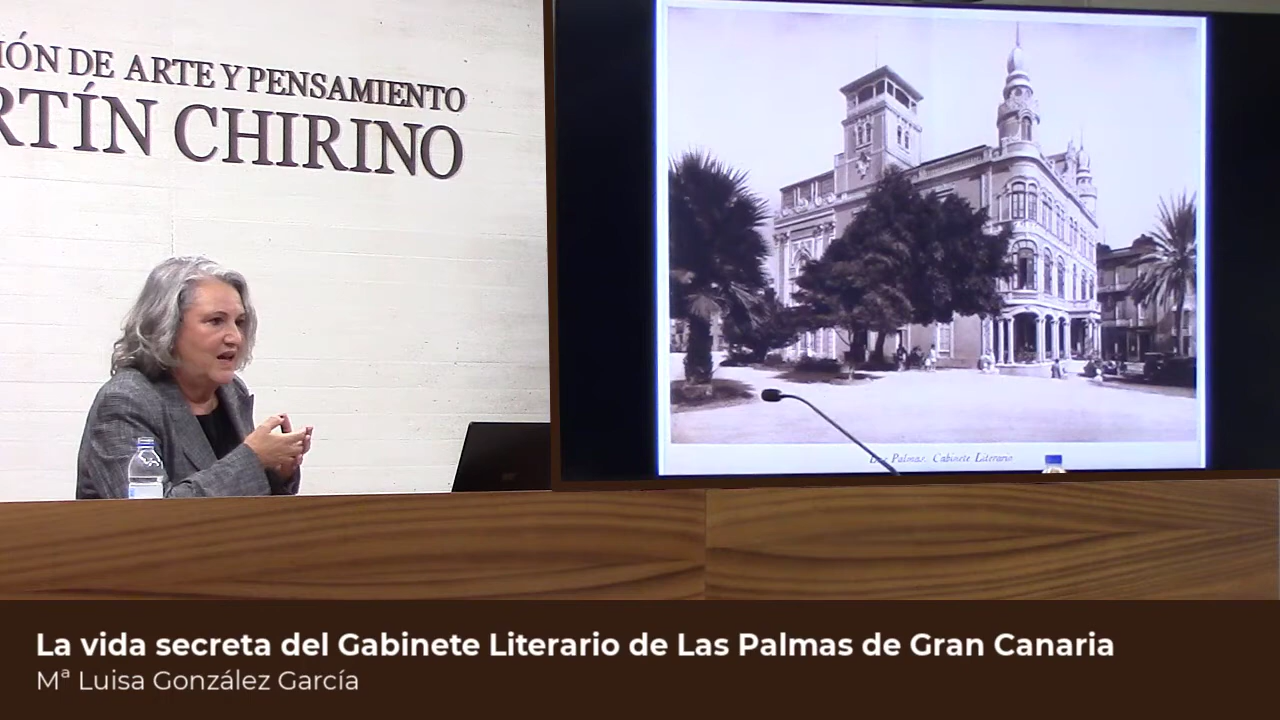 IÓN DE ARTE Y PENSAMIENTO
RTÍN CHIRINO
Las Palmas. Cabinete Literario
La vida secreta del Gabinete Literario de Las Palmas de Gran Canaria
Mª Luisa González García